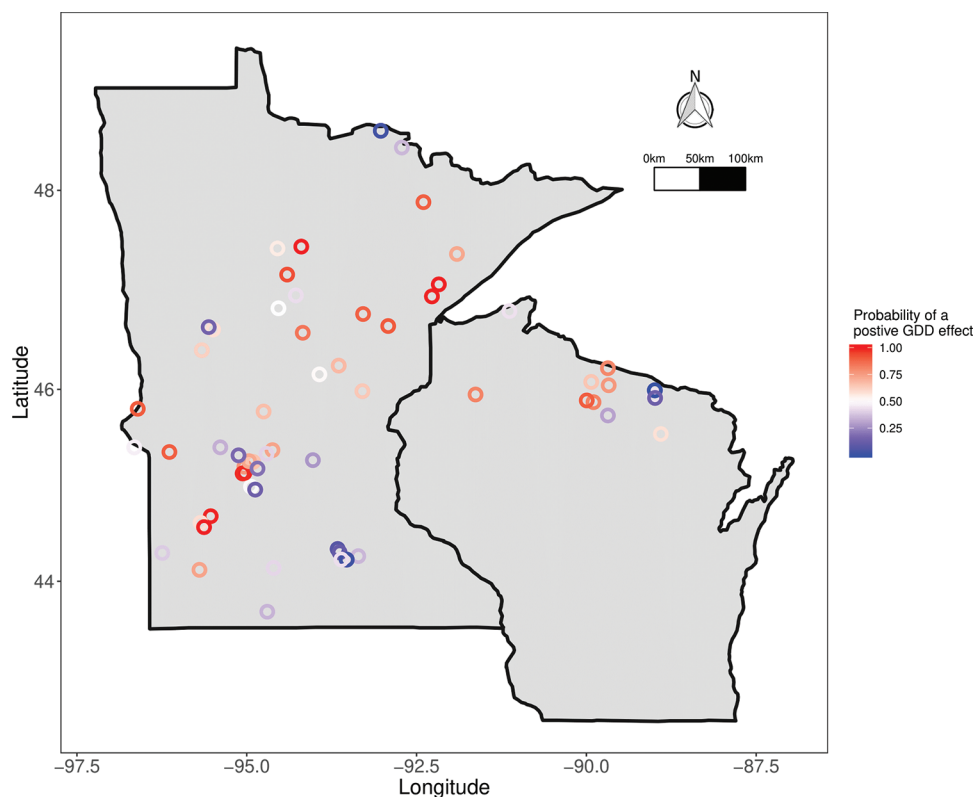 N
0km 50km 100km
48
46
44
Latitude
−97.5 −95.0 −92.5 −90.0 −87.5
Longitude
Probability of a
postive GDD effect
1.00
0.75
0.50
0.25